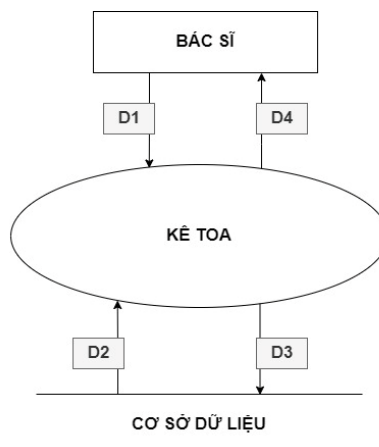 BÁC SĨ
D1
D4
KÊ TOA
D2
D3
CƠ SỞ DỮ LIỆU